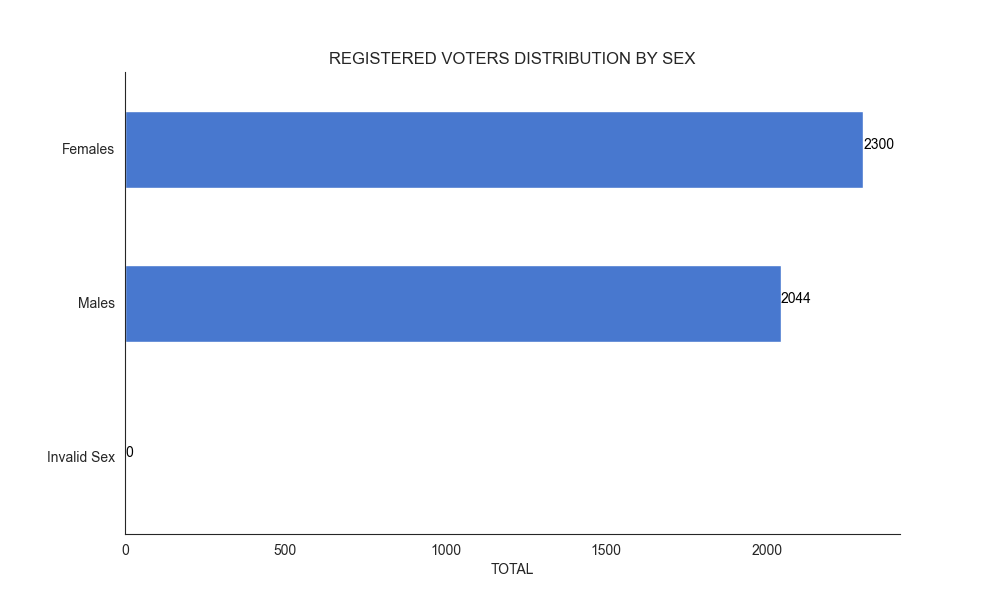 REGISTERED VOTERS DISTRIBUTION BY SEX
Females
2300
Males
2044
Invalid Sex
0
0 500 1000 1500 2000
TOTAL